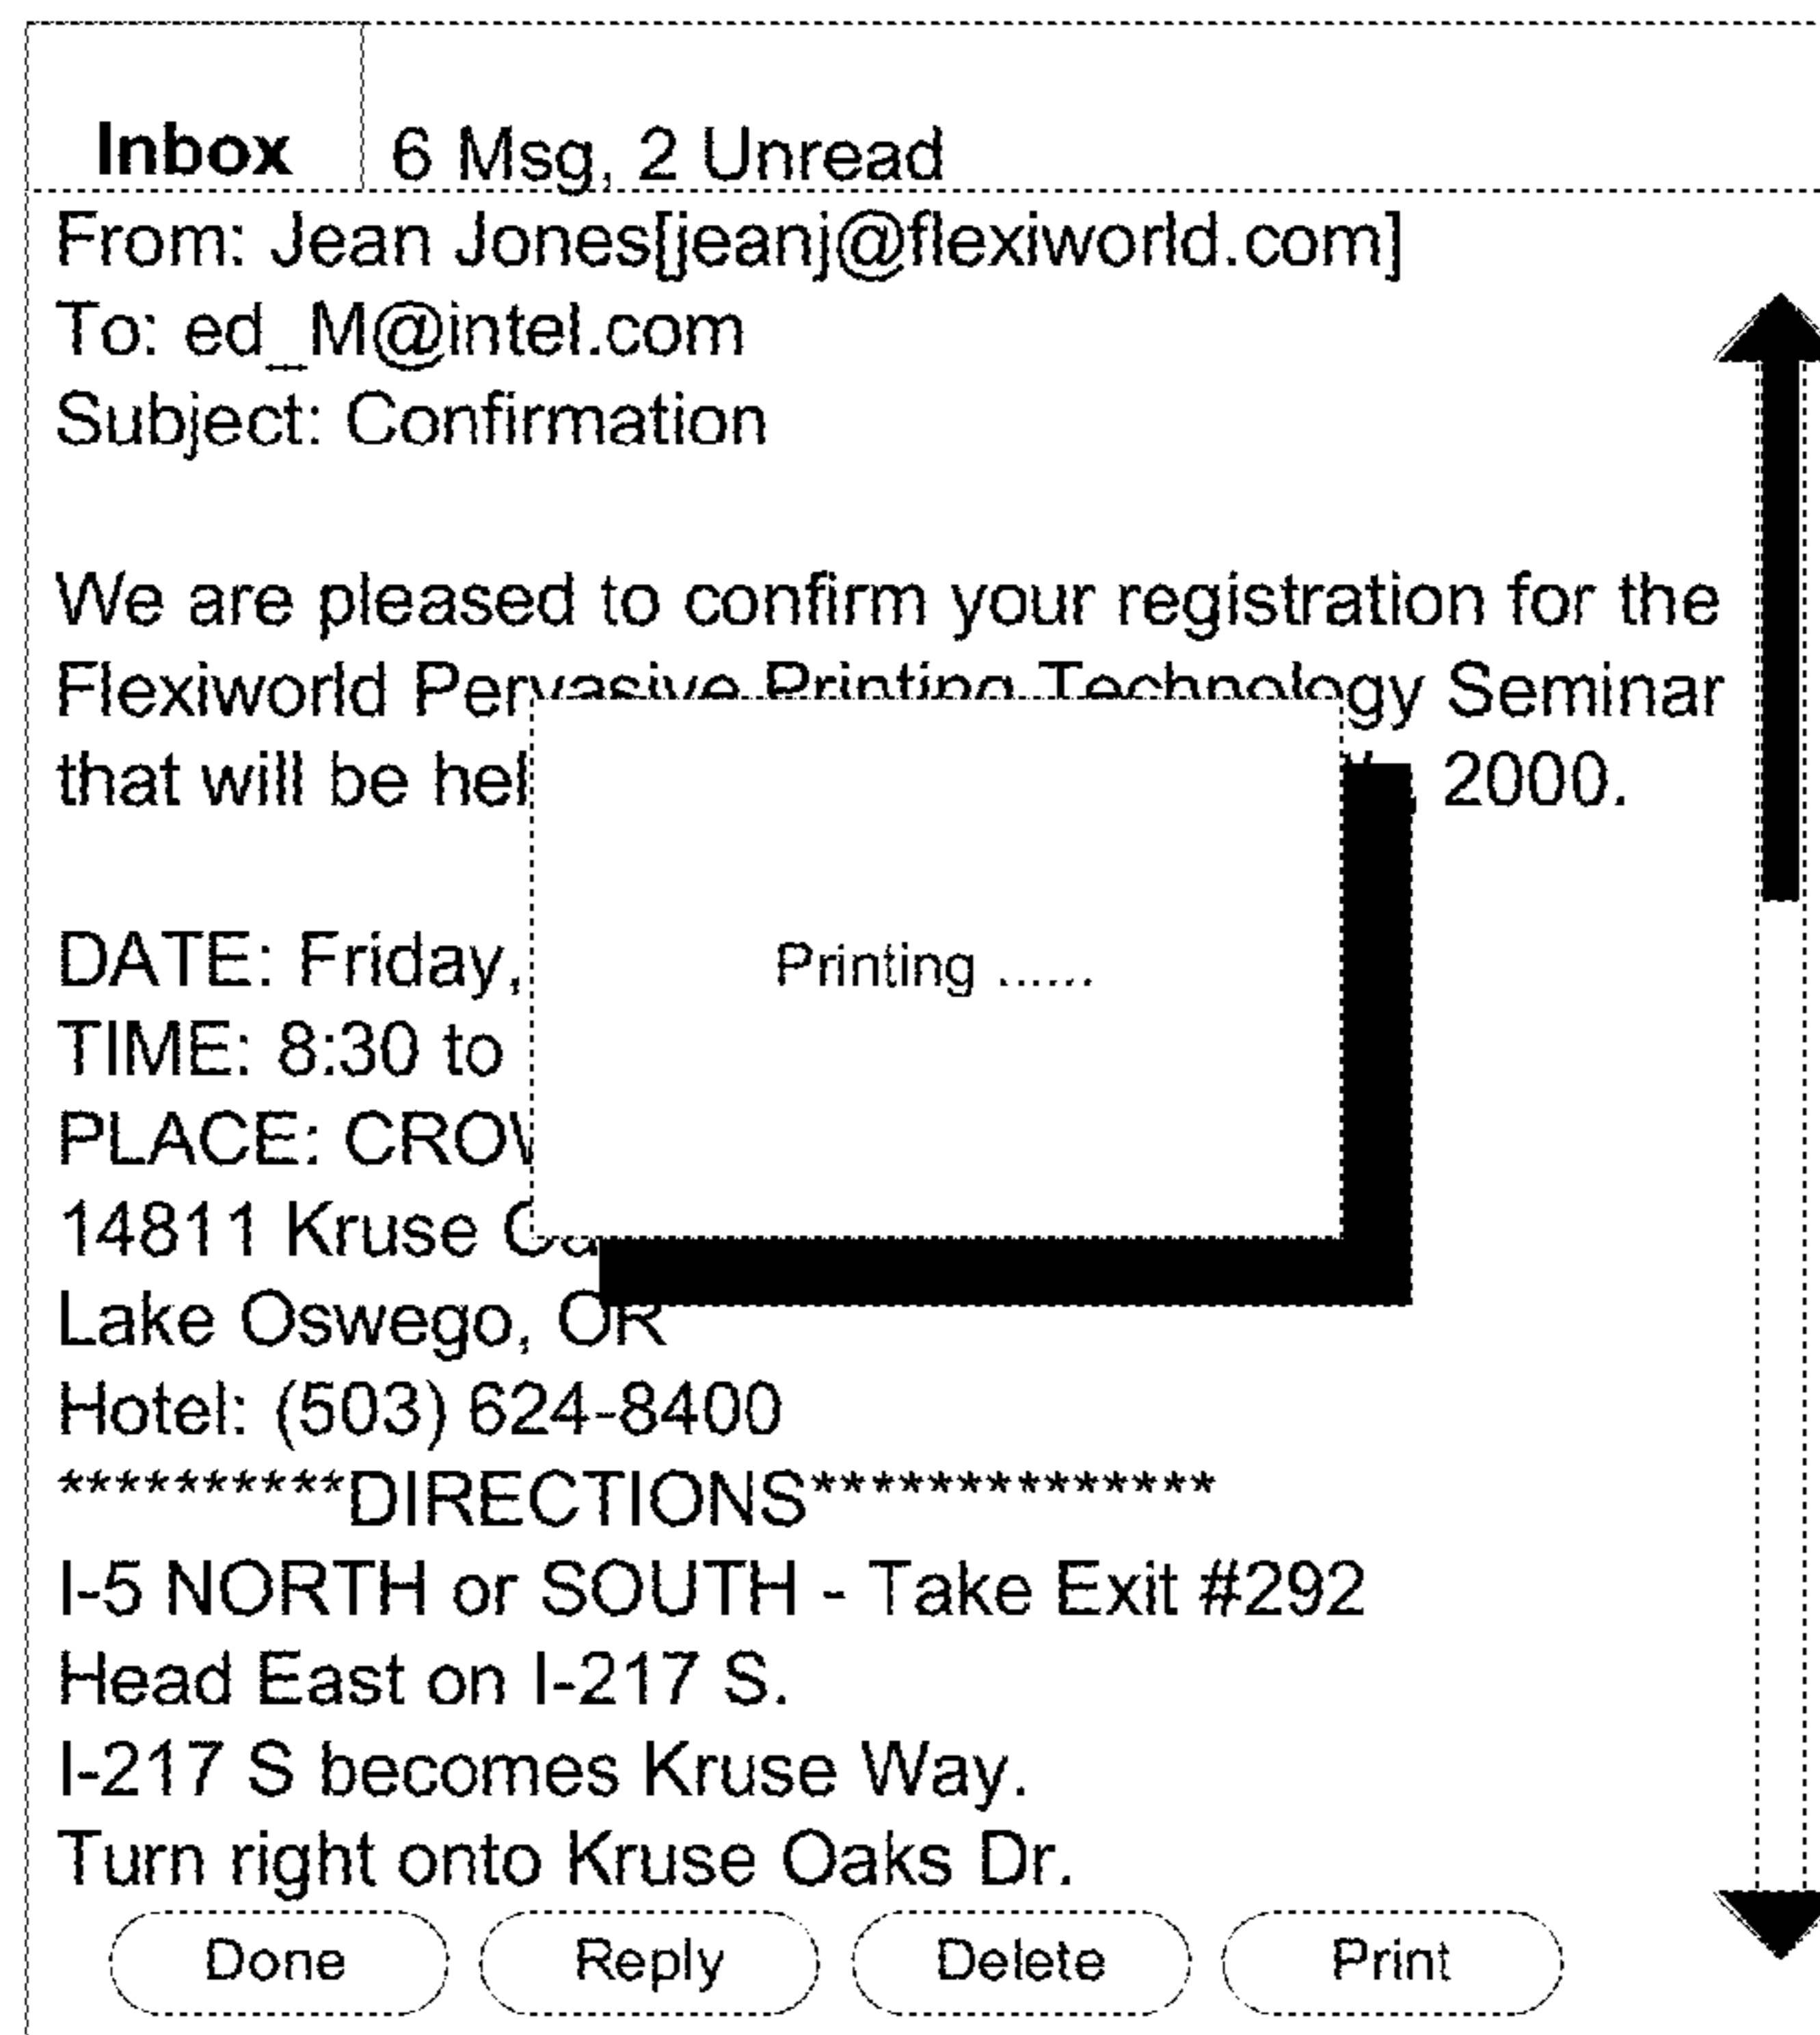 Inbox 6 Msg, 2 Unread
From: Jean Jones[jeanj@flexiworld.com]
To: ed_M@intel.com
Subject: Confirmation
We are pleased to confirm your registration for the
Flexiworld Pervasive Printing Technology Seminar
that will be 2000.
DATE: Friday,
Printing ......
TIME: 8:30 to
PLACE:
14811 Kruse
Lake Oswego, OR
Hotel: (503) 624-8400
**********DIRECTIONS**************
I-5 NORTH or SOUTH - Take Exit #292
Head East on I-217 S.
I-217 S becomes Kruse Way.
Turn right onto Kruse Oaks Dr.
Done Reply Delete Print